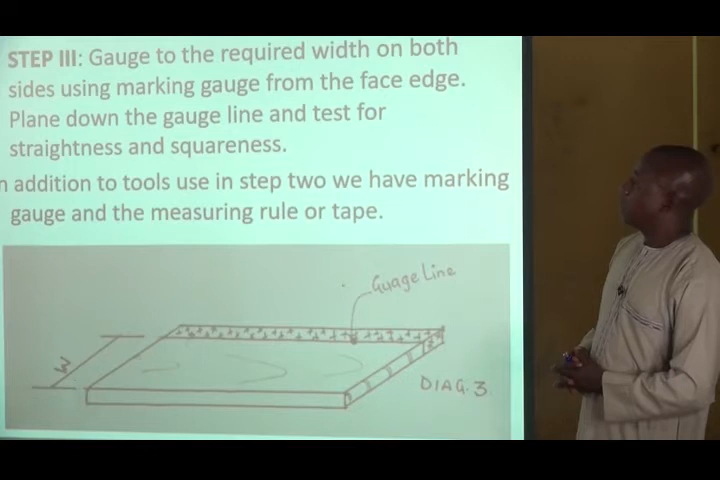 STEP III: Gauge to the required width on both
sides using marking gauge from the face edge.
Plane down the gauge line and test for
straightness and squareness.
n addition to tools use in step two we have marking
gauge and the measuring rule or tape.
Guage Line
W
DIAG. 3